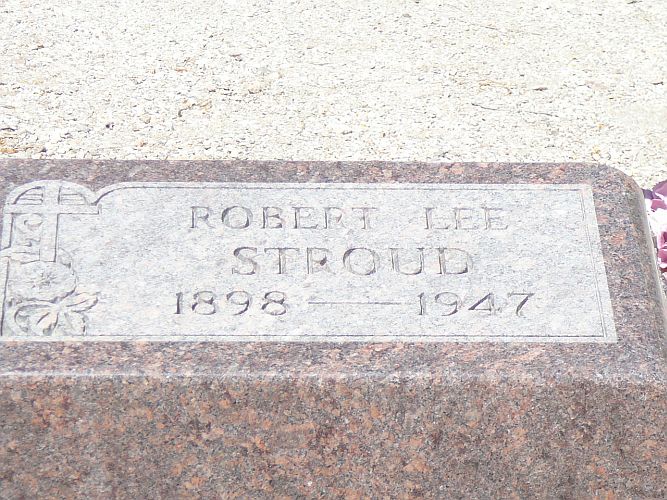 ROBERT LEE
STROUD
1898 — 1947